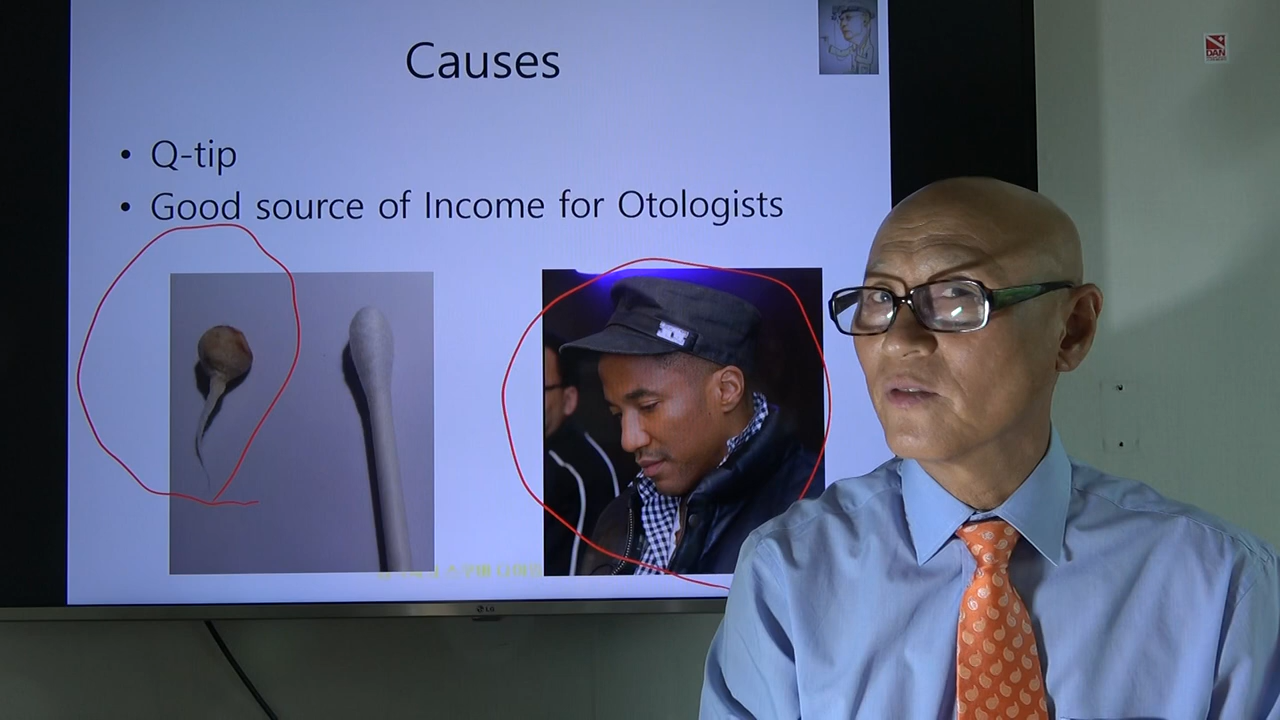 Causes
• Q-tip
• Good source of Income for Otologists
LG
DAN